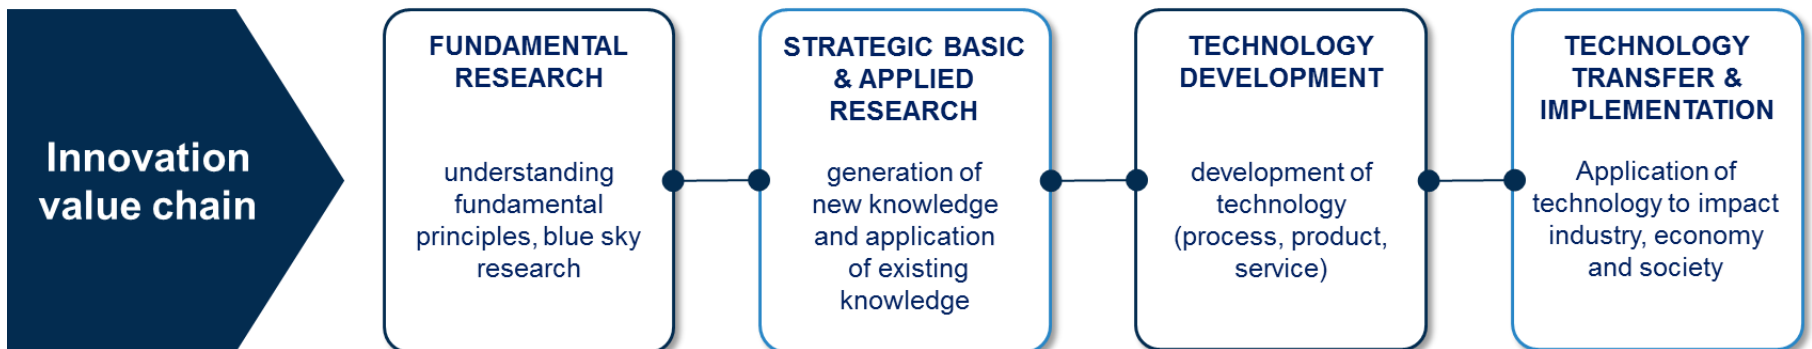 Innovation
value chain
FUNDAMENTAL
RESEARCH
understanding
fundamental
principles, blue sky
research
STRATEGIC BASIC
& APPLIED
RESEARCH
generation of
new knowledge
and application
of existing
knowledge
TECHNOLOGY
DEVELOPMENT
development of
technology
(process, product,
service)
TECHNOLOGY
TRANSFER &
IMPLEMENTATION
Application of
technology to impact
industry, economy
and society